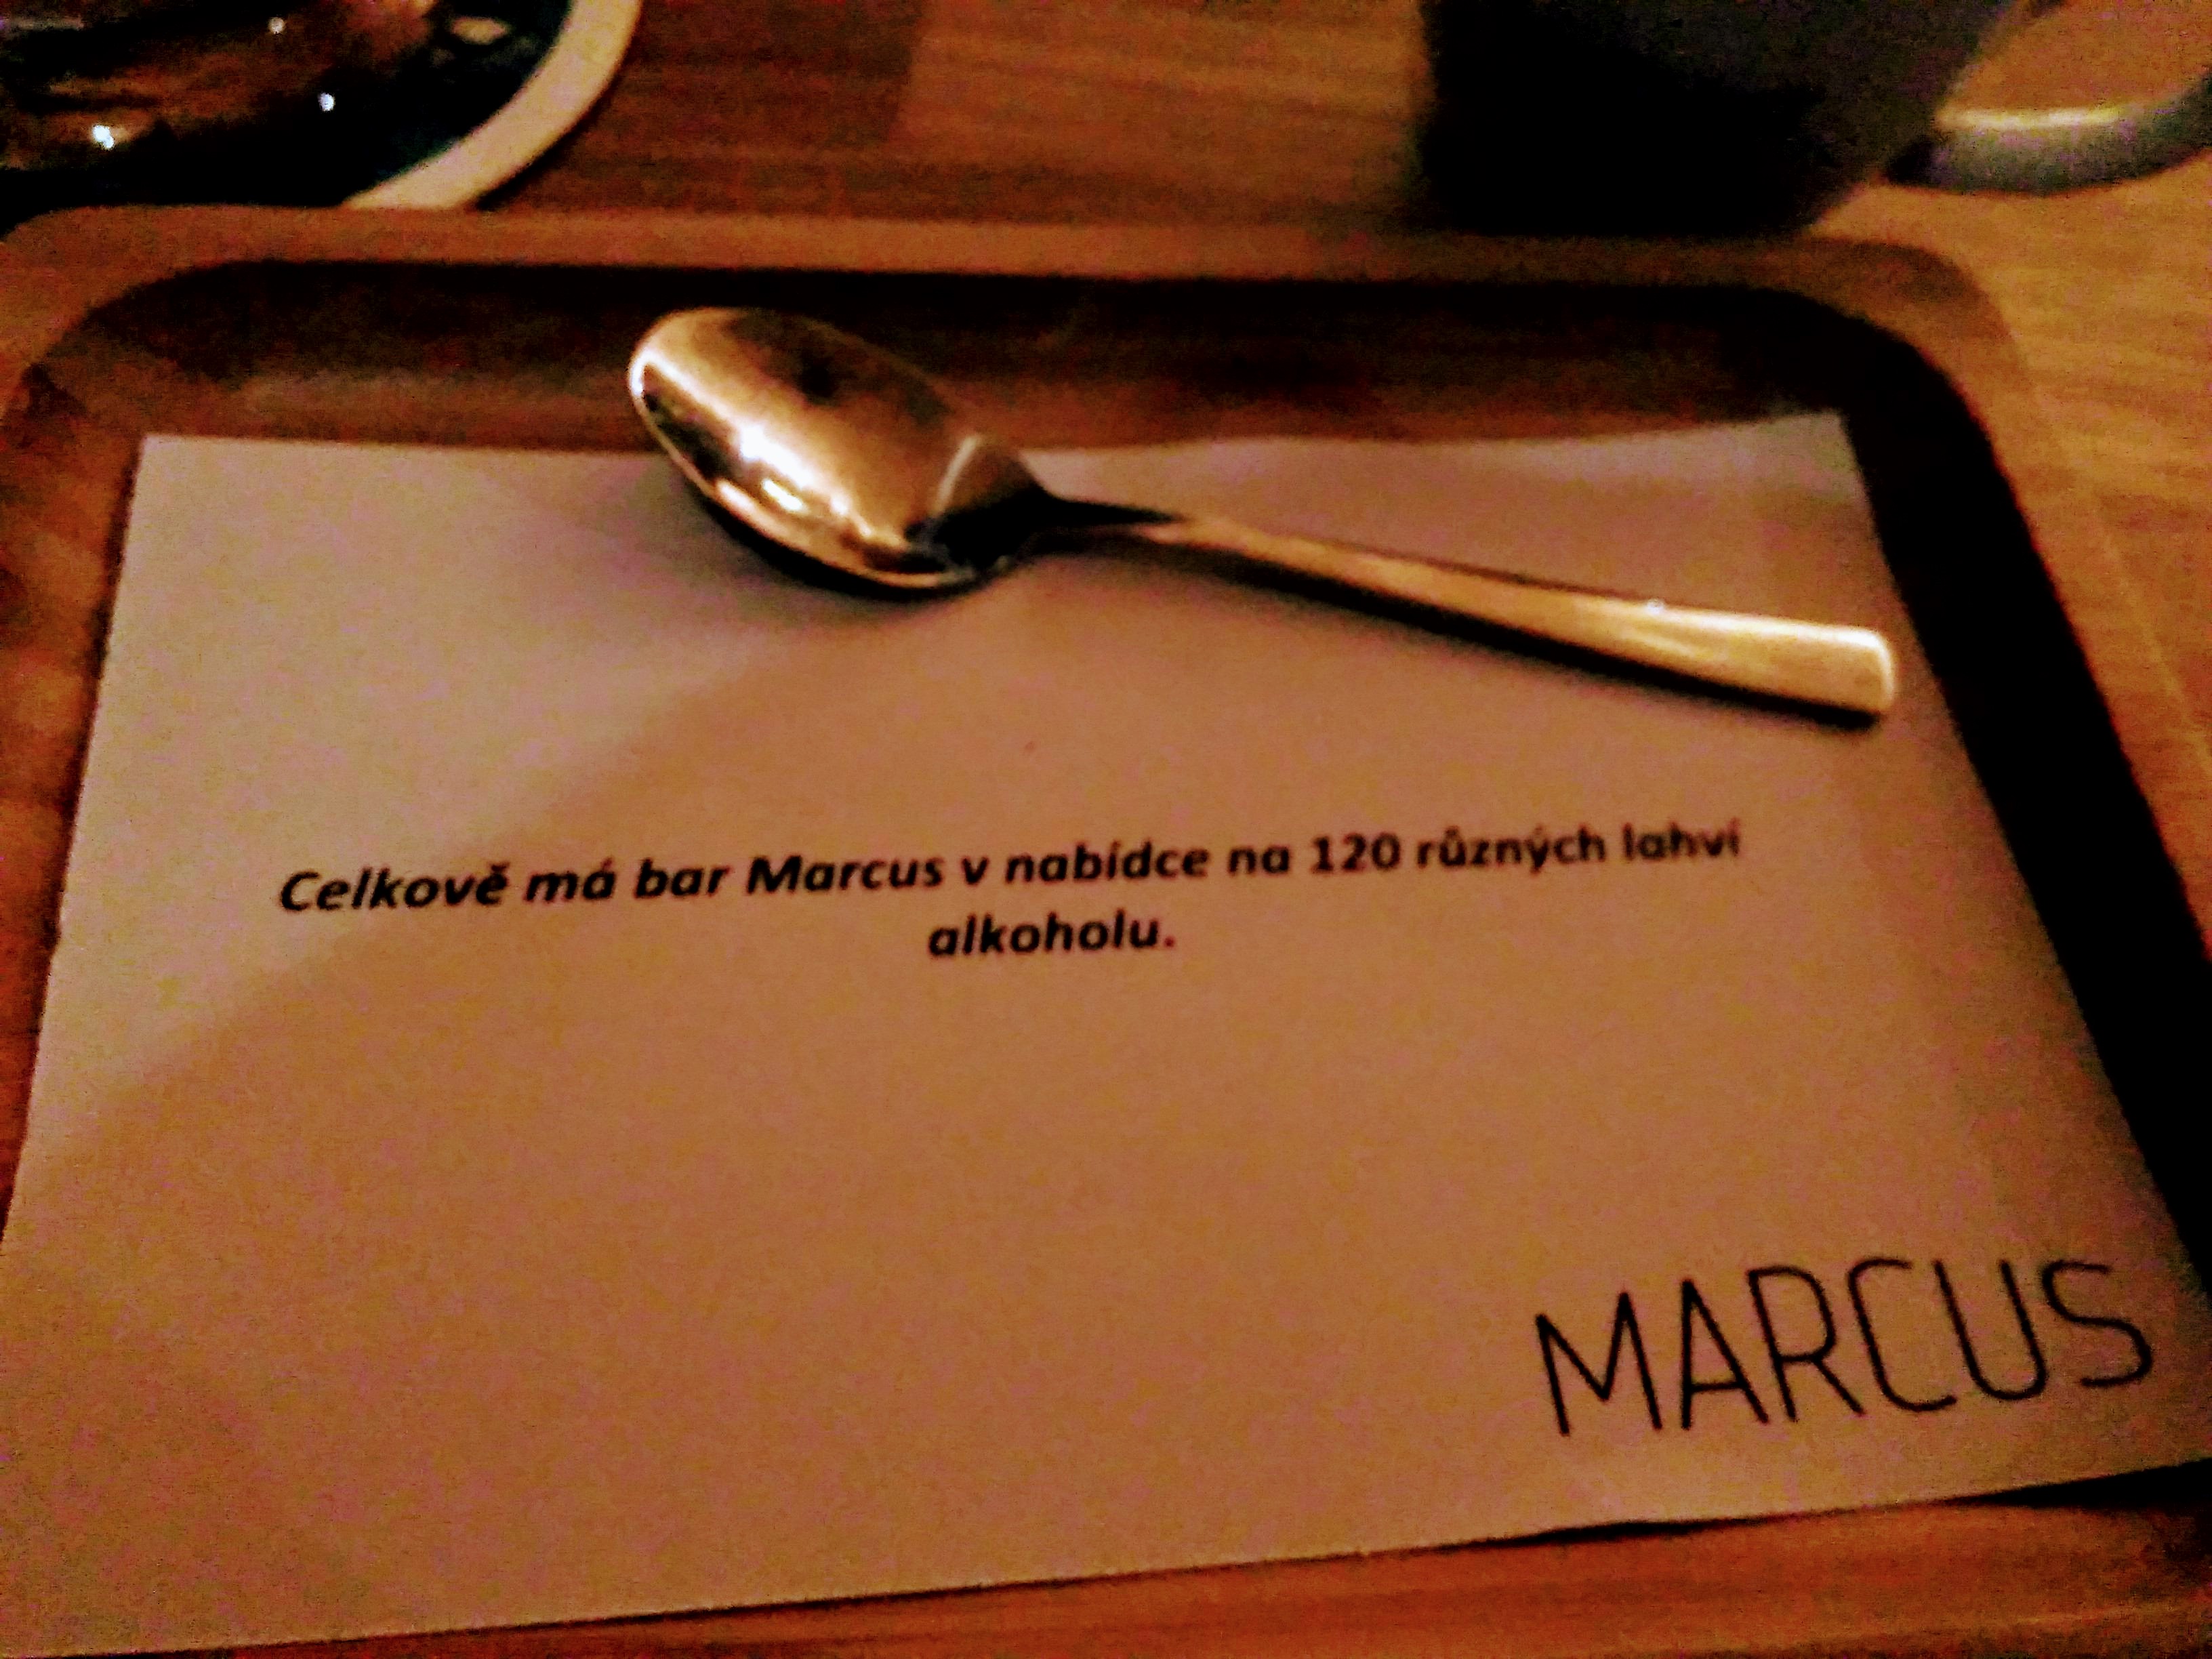 Celkově má bar Marcus v nabídce na 120 různých lahví
alkoholu.
MARCUS